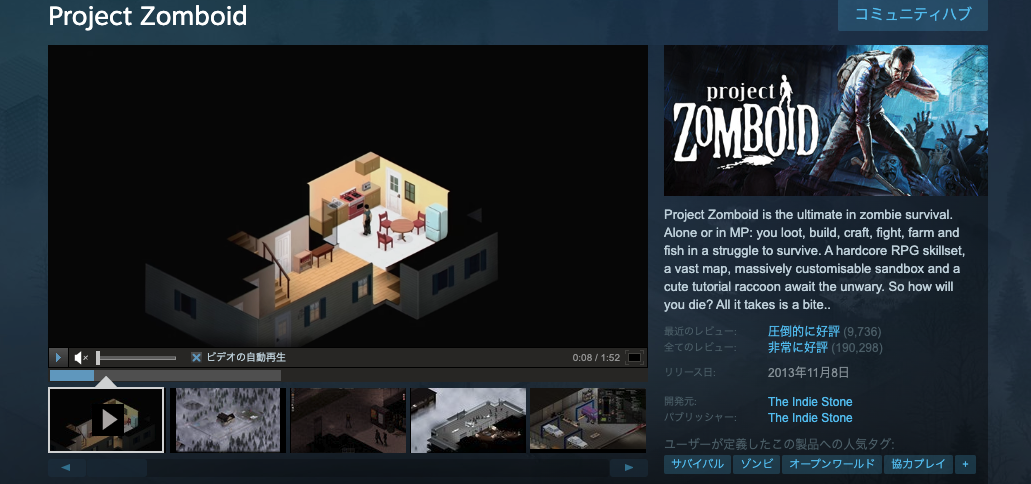 Project Zomboid
コミュニティハブ
project
ZOMBOID
Project Zomboid is the ultimate in zombie survival.
Alone or in MP: you loot, build, craft, fight, farm and
fish in a struggle to survive. A hardcore RPG skillset,
a vast map, massively customisable sandbox and a
cute tutorial raccoon await the unwary. So how will
you die? All it takes is a bite..
最近のレビュー: 圧倒的に好評 (9,736)
全てのレビュー: 非常に好評 (190,298)
リリース日: 2013年11月8日
開発元: The Indie Stone
パブリッシャー: The Indie Stone
ユーザーが定義したこの製品への人気タグ:
サバイバル ゾンビ オープンワールド 協力プレイ +
ビデオの自動再生 0:08 / 1:52